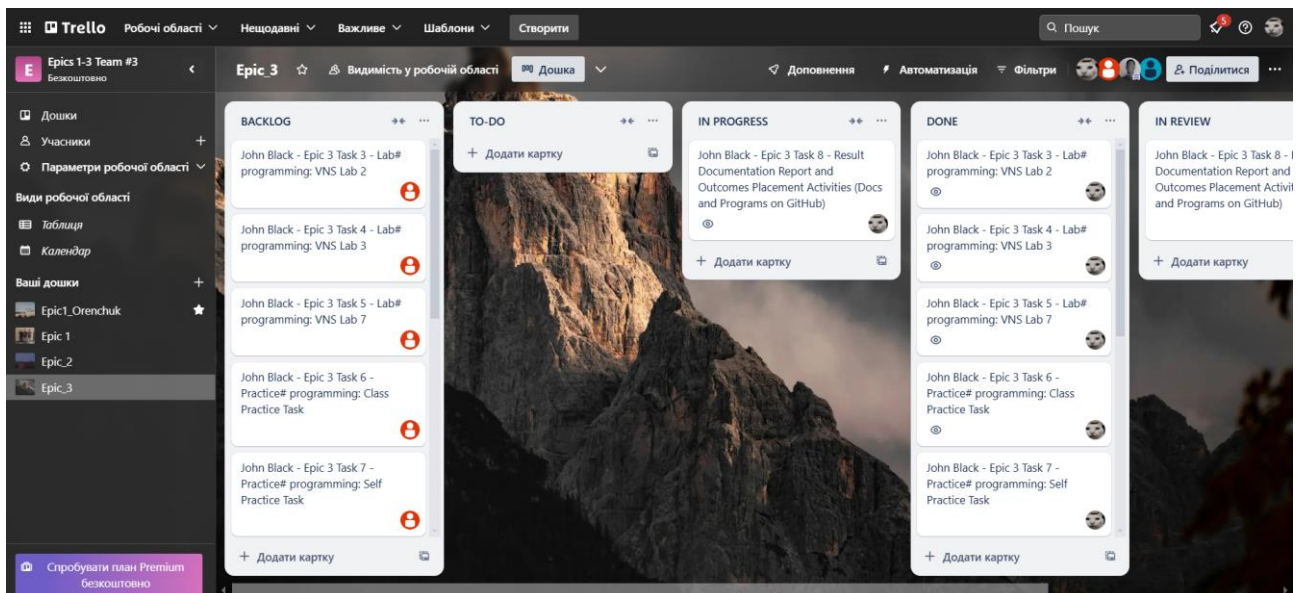 Trello
Робочі області
Нещодавні
Важливе
Шаблони
Створити
Пошук
5
E
Epics 1-3 Team #3
Безкоштовно
Дошки
Учасники
Параметри робочої області
Види робочої області
Таблиця
Календар
Ваші дошки
Epic1_Orenchuk
Epic 1
Epic_2
Epic_3
Спробувати план Premium
безкоштовно
Epic_3
Видимість у робочій області
Дошка
Доповнення
Автоматизація
Фільтри
Поділитися
BACKLOG
John Black - Epic 3 Task 3 - Lab#
programming: VNS Lab 2
John Black - Epic 3 Task 4 - Lab#
programming: VNS Lab 3
John Black - Epic 3 Task 5 - Lab#
programming: VNS Lab 7
John Black - Epic 3 Task 6 -
Practice# programming: Class
Practice Task
John Black - Epic 3 Task 7 -
Practice# programming: Self
Practice Task
Додати картку
TO-DO
Додати картку
IN PROGRESS
John Black - Epic 3 Task 8 - Result
Documentation Report and
Outcomes Placement Activities (Docs
and Programs on GitHub)
Додати картку
DONE
John Black - Epic 3 Task 3 - Lab#
programming: VNS Lab 2
John Black - Epic 3 Task 4 - Lab#
programming: VNS Lab 3
John Black - Epic 3 Task 5 - Lab#
programming: VNS Lab 7
John Black - Epic 3 Task 6 -
Practice# programming: Class
Practice Task
John Black - Epic 3 Task 7 -
Practice# programming: Self
Practice Task
Додати картку
IN REVIEW
John Black - Epic 3 Task 8 -
Documentation Report and
Outcomes Placement
and Programs on GitHub)
Додати картку